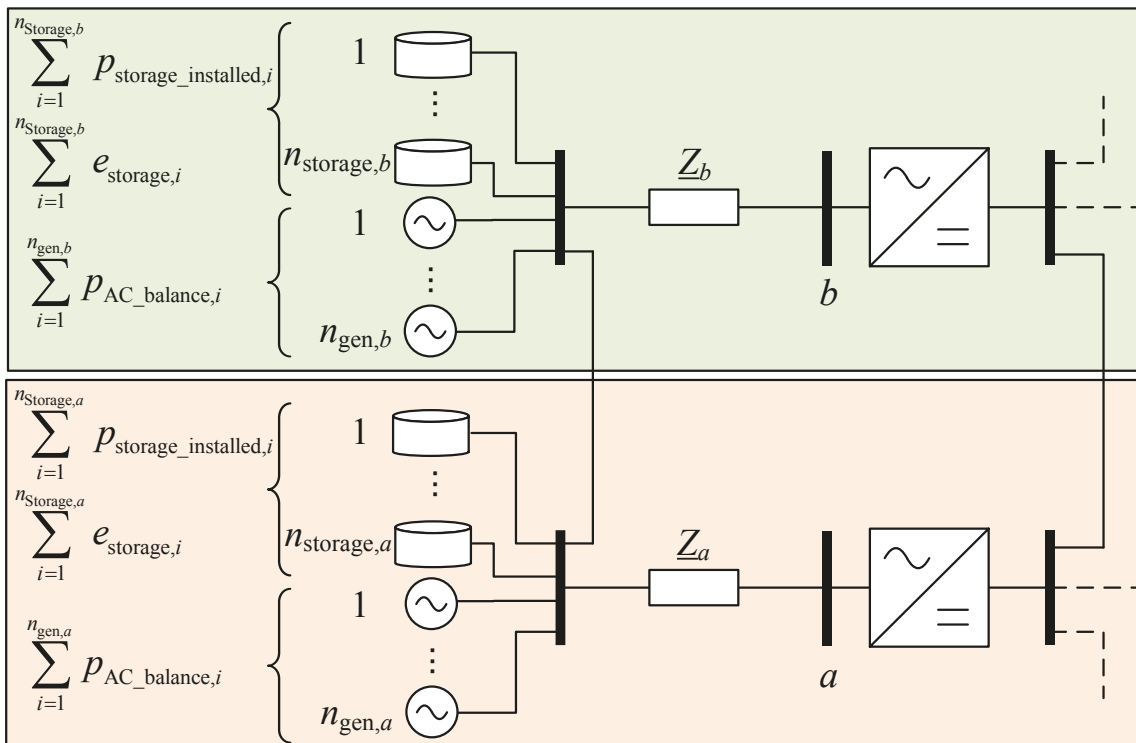 n_Storage,b
∑ p_storage_installed,i
i=1
1
n_Storage,b
∑ e_storage,i
i=1
n_storage,b
Z_b
1
n_gen,b
∑ p_AC_balance,i
i=1
b
n_gen,b
n_Storage,a
∑ p_storage_installed,i
i=1
1
n_Storage,a
∑ e_storage,i
i=1
n_storage,a
Z_a
1
n_gen,a
∑ p_AC_balance,i
i=1
a
n_gen,a